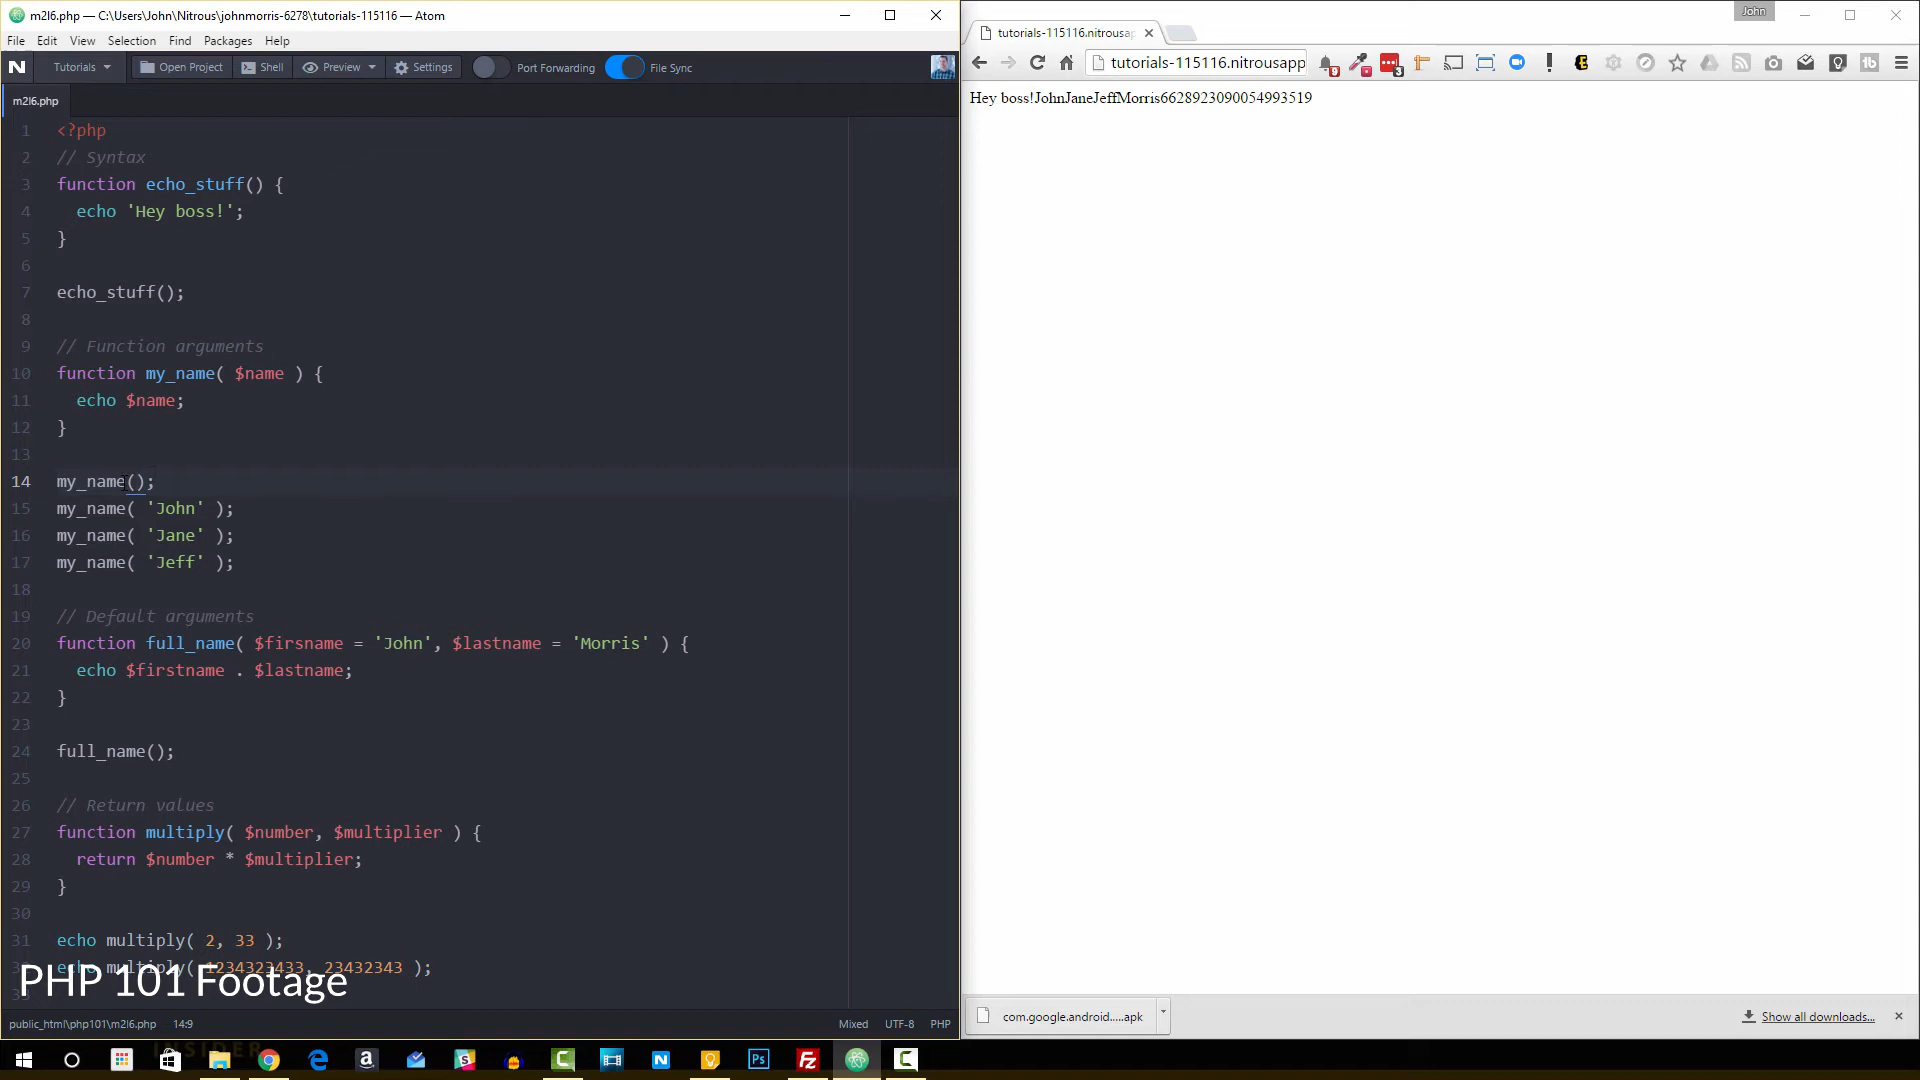 m2l6.php — C:\Users\John\Nitrous\johnmorris-6278\tutorials-115116 — Atom
File Edit View Selection Find Packages Help
N Tutorials Open Project Shell Preview Settings Port Forwarding File Sync
m2l6.php
1 <?php
2 // Syntax
3 function echo_stuff() {
4 echo 'Hey boss!';
5 }
6
7 echo_stuff();
8
9 // Function arguments
10 function my_name( $name ) {
11 echo $name;
12 }
13
14 my_name();
15 my_name( 'John' );
16 my_name( 'Jane' );
17 my_name( 'Jeff' );
18
19 // Default arguments
20 function full_name( $firsname = 'John', $lastname = 'Morris' ) {
21 echo $firstname . $lastname;
22 }
23
24 full_name();
25
26 // Return values
27 function multiply( $number, $multiplier ) {
28 return $number * $multiplier;
29 }
30
31 echo multiply( 2, 33 );
echo multiply( 1234323433, 23432343 );
PHP 101 Footage
public_html\php101\m2l6.php 14:9 Mixed UTF-8 PHP
John
tutorials-115116.nitrousa
tutorials-115116.nitrousapp
9 3
Hey boss!JohnJaneJeffMorris6628923090054993519
com.google.android.....apk
Show all downloads...
INSIDER